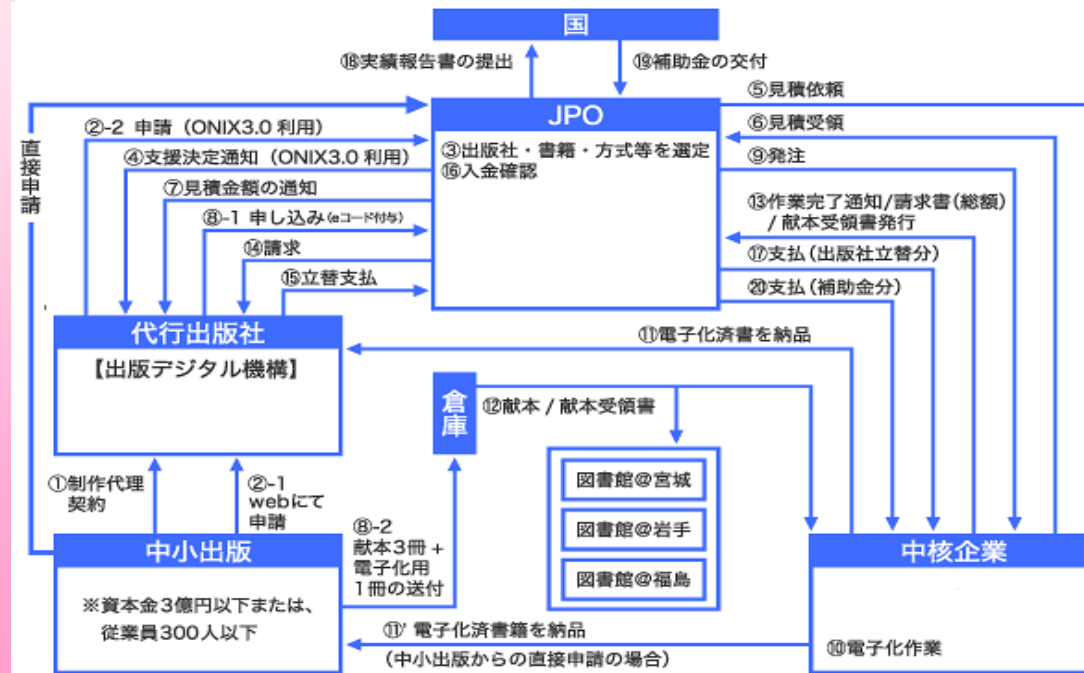 国
⑱実績報告書の提出
⑲補助金の交付
⑤見積依頼
JPO
②-2 申請（ONIX3.0 利用）
⑥見積受領
直接申請
④支援決定通知（ONIX3.0 利用）
③出版社・書籍・方式等を選定
⑯入金確認
⑨発注
⑦見積金額の通知
⑧-1 申し込み(eコード付与)
⑬作業完了通知/請求書(総額)
/ 献本受領書発行
⑭請求
⑰支払(出版社立替分)
⑮立替支払
⑳支払(補助金分)
代行出版社
【出版デジタル機構】
⑪電子化済書を納品
倉庫
⑫献本 / 献本受領書
図書館@宮城
図書館@岩手
図書館@福島
①制作代理
契約
②-1
webにて
申請
⑧-2
献本3冊 +
電子化用
1冊の送付
中小出版
※資本金3億円以下または、
従業員300人以下
中核企業
⑩電子化作業
⑪' 電子化済書籍を納品
(中小出版からの直接申請の場合)